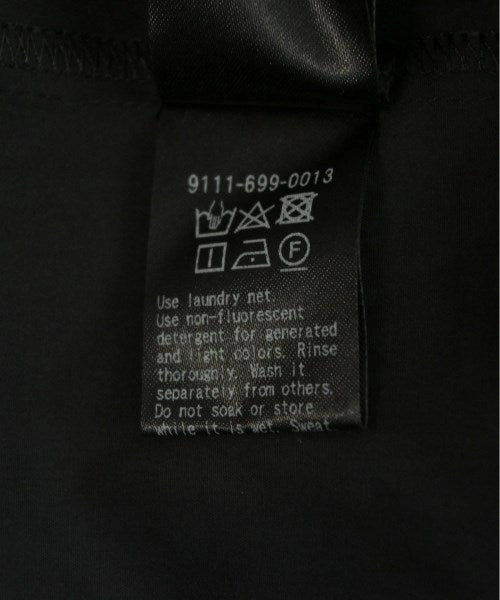 9111-699-0013
F
Use laundry net.
Use non-fluorescent
detergent for generated
and light colors. Rinse
thoroughly. Wash it
separately from others.
Do not soak or store
while it is wet. Sweat